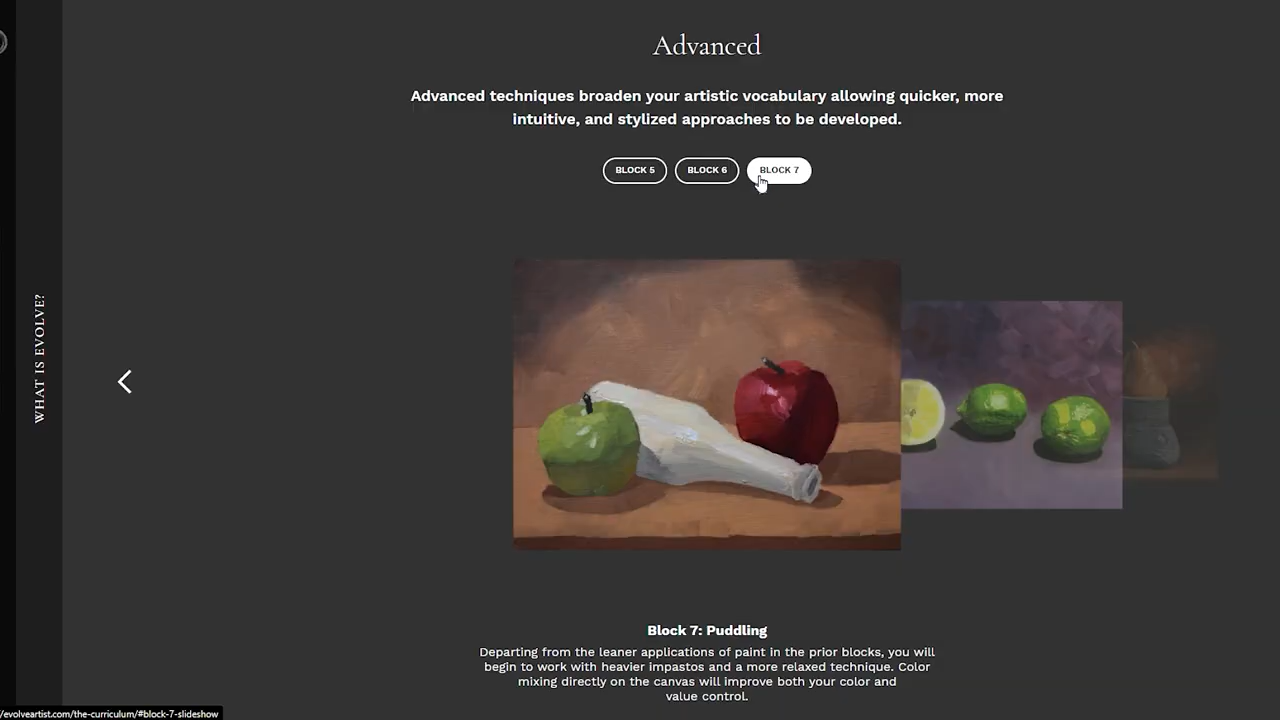 Advanced
Advanced techniques broaden your artistic vocabulary allowing quicker, more
intuitive, and stylized approaches to be developed.
BLOCK 5
BLOCK 6
BLOCK 7
WHAT IS EVOLVE?
Block 7: Puddling
Departing from the leaner applications of paint in the prior blocks, you will
begin to work with heavier impastos and a more relaxed technique. Color
mixing directly on the canvas will improve both your color and
value control.
/evolveartist.com/the-curriculum/#block-7-slideshow